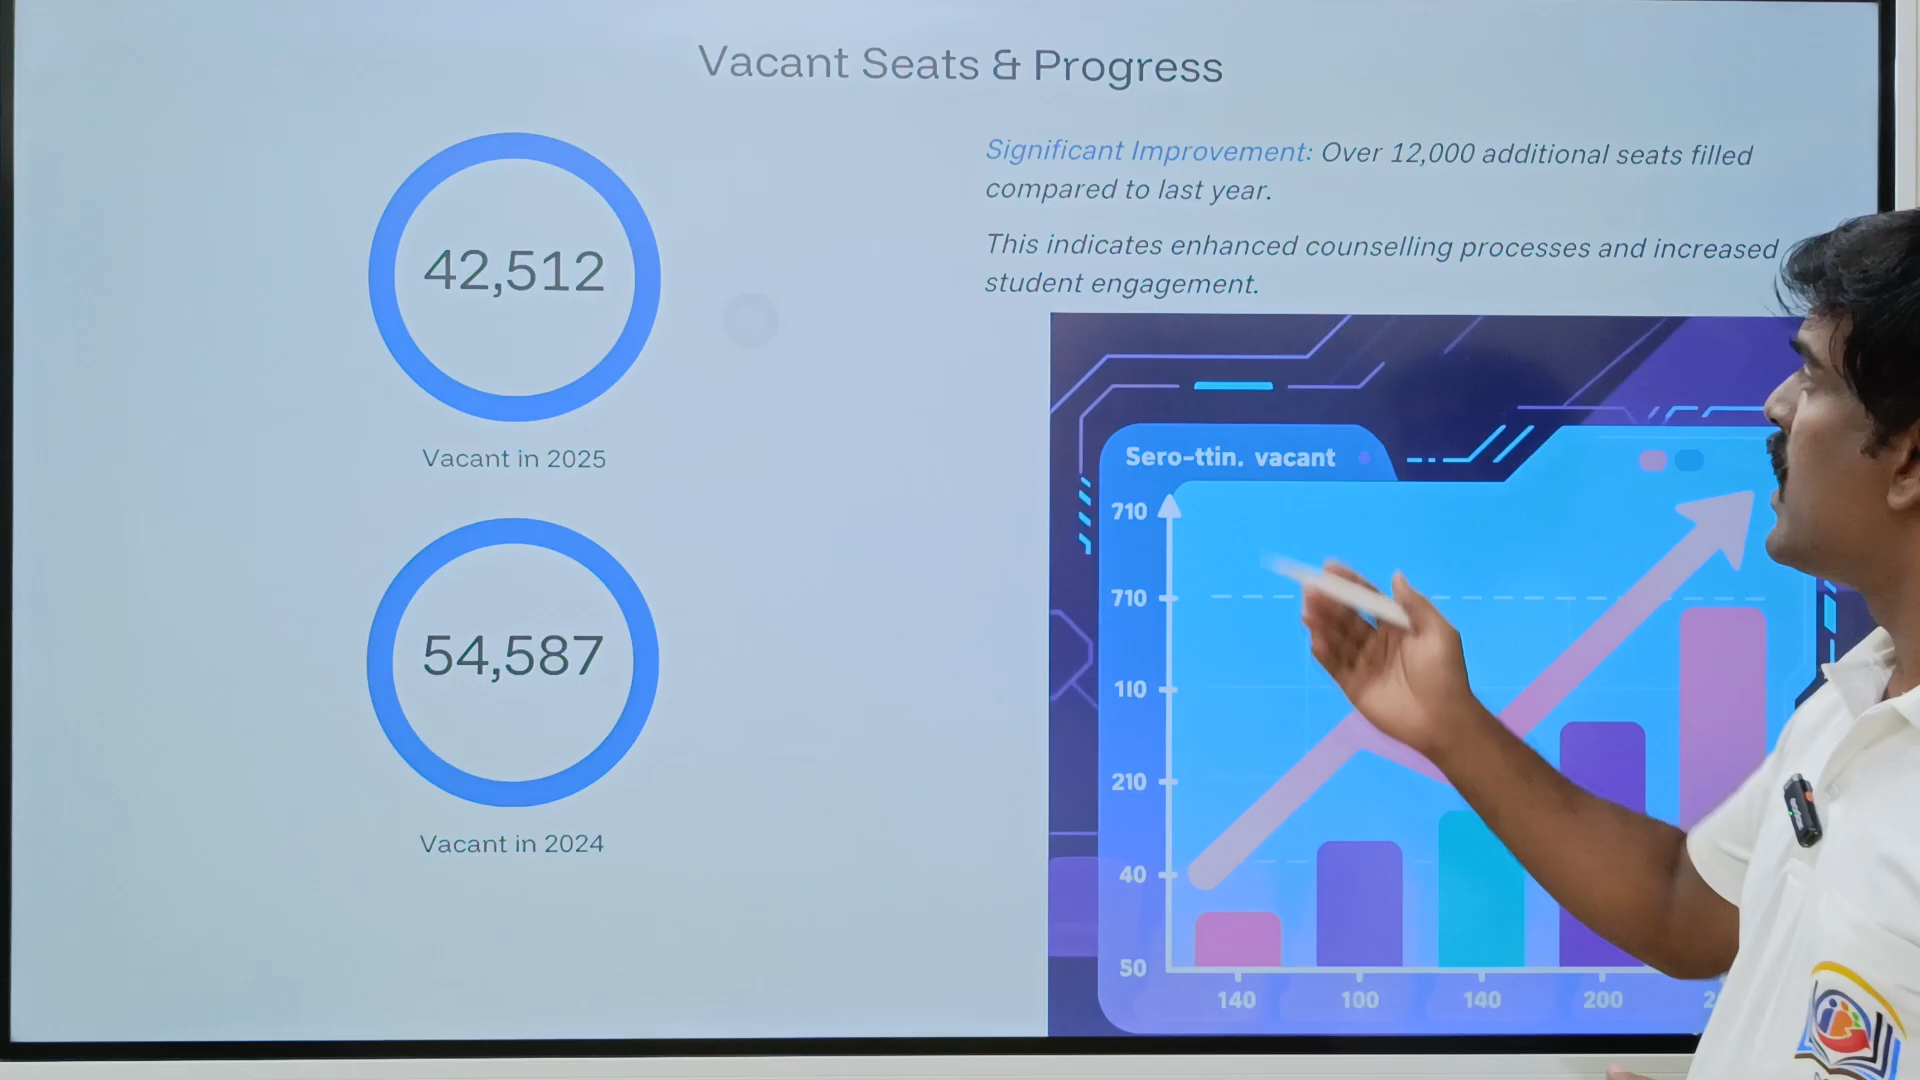 Vacant Seats & Progress
42,512
Vacant in 2025
54,587
Vacant in 2024
Significant Improvement: Over 12,000 additional seats filled
compared to last year.
This indicates enhanced counselling processes and increased
student engagement.
Sero-ttin. vacant
710
710
110
210
40
50
140
100
140
200